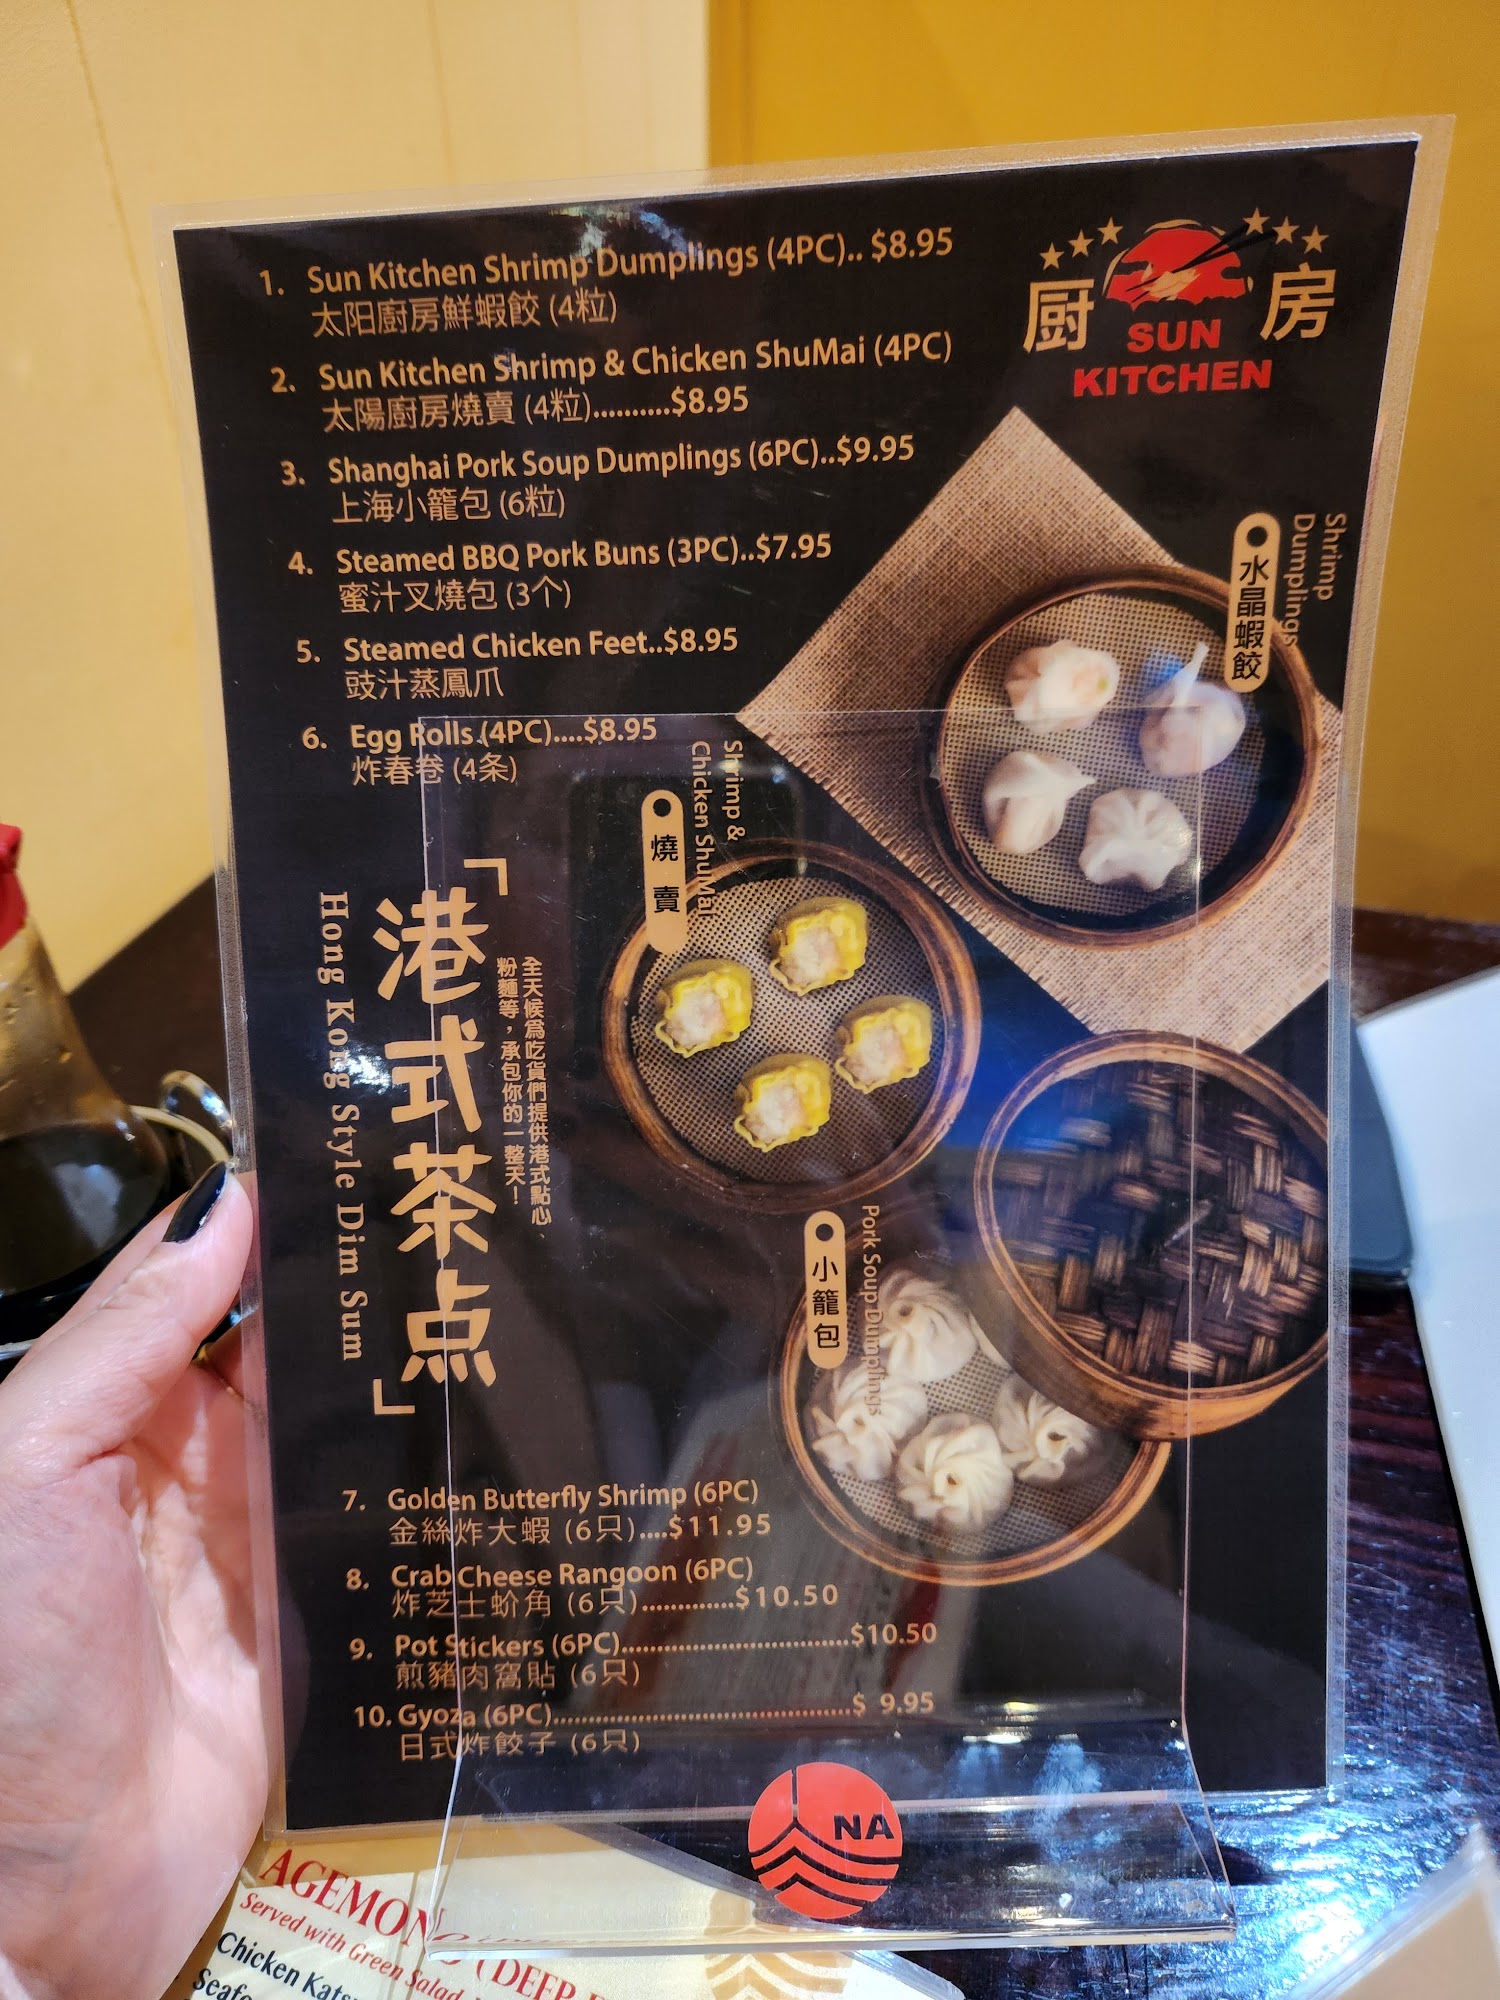 1. Sun Kitchen Shrimp Dumplings (4PC).. $8.95
太阳廚房鮮蝦餃 (4粒)
2. Sun Kitchen Shrimp & Chicken ShuMai (4PC)
太陽廚房燒賣 (4粒)..........$8.95
3. Shanghai Pork Soup Dumplings (6PC)..$9.95
上海小籠包 (6粒)
4. Steamed BBQ Pork Buns (3PC)..$7.95
蜜汁叉燒包 (3个)
5. Steamed Chicken Feet..$8.95
豉汁蒸鳳爪
6. Egg Rolls (4PC)....$8.95
炸春卷 (4条)
厨房
SUN
KITCHEN
Shrimp
Dumplings
水晶蝦餃
Shrimp &
Chicken ShuMai
燒賣
「港式茶点」
Hong Kong Style Dim Sum
全天候爲吃貨們提供港式點心、
粉麵等，承包你的一整天！
Pork Soup Dumplings
小籠包
7. Golden Butterfly Shrimp (6PC)
金絲炸大蝦 (6只)....$11.95
8. Crab Cheese Rangoon (6PC)
炸芝士蚧角 (6只).............$10.50
9. Pot Stickers (6PC)................................$10.50
煎豬肉窩貼 (6只)
10. Gyoza (6PC)..........................................$ 9.95
日式炸餃子 (6只)
NA
AGEMONO (DEEP
Served with Green Salad
Chicken Kats
Seafo